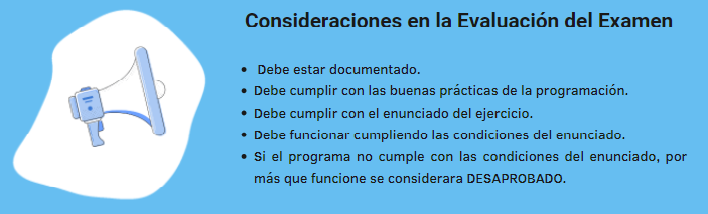 Consideraciones en la Evaluación del Examen
• Debe estar documentado.
• Debe cumplir con las buenas prácticas de la programación.
• Debe cumplir con el enunciado del ejercicio.
• Debe funcionar cumpliendo las condiciones del enunciado.
• Si el programa no cumple con las condiciones del enunciado, por
más que funcione se considerara DESAPROBADO.